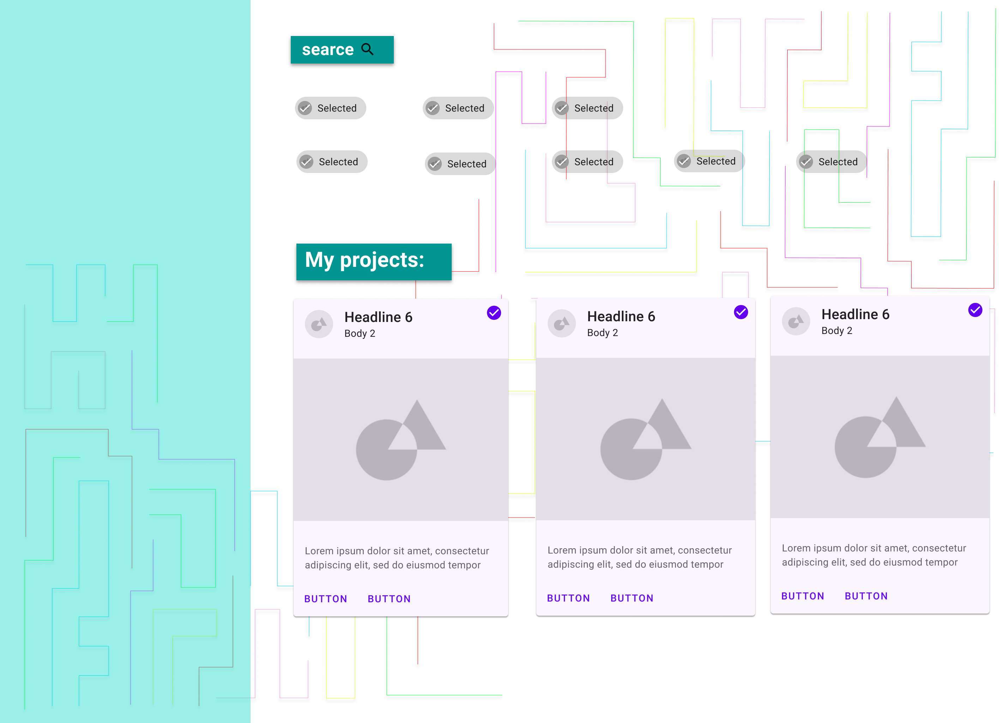 searce
Selected
Selected
Selected
Selected
Selected
Selected
Selected
Selected
My projects:
Headline 6
Body 2
Lorem ipsum dolor sit amet, consectetur
adipiscing elit, sed do eiusmod tempor
BUTTON BUTTON
Headline 6
Body 2
Lorem ipsum dolor sit amet, consectetur
adipiscing elit, sed do eiusmod tempor
BUTTON BUTTON
Headline 6
Body 2
Lorem ipsum dolor sit amet, consectetur
adipiscing elit, sed do eiusmod tempor
BUTTON BUTTON